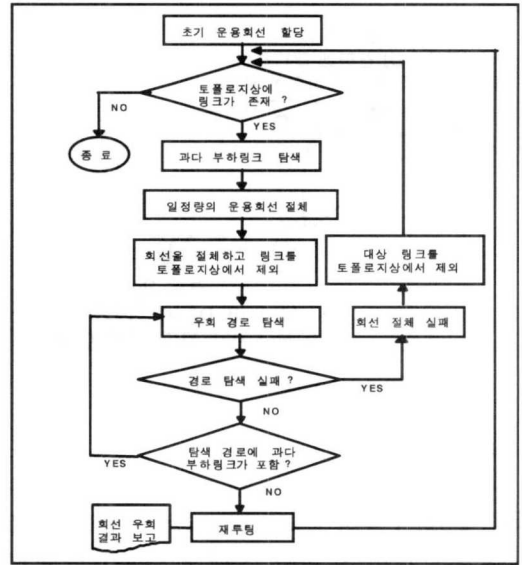 초기 운용회선 할당
토폴로지상에
링크가 존재 ?
NO
YES
종 료
과다 부하링크 탐색
일정량의 운용회선 절체
회선을 절체하고 링크를
토폴로지상에서 제외
대상 링크를
토폴로지상에서 제외
우회 경로 탐색
회선 절체 실패
경로 탐색 실패 ?
YES
NO
탐색 경로에 과다
부하링크가 포함 ?
YES
NO
회선 우회
결과 보고
재루팅